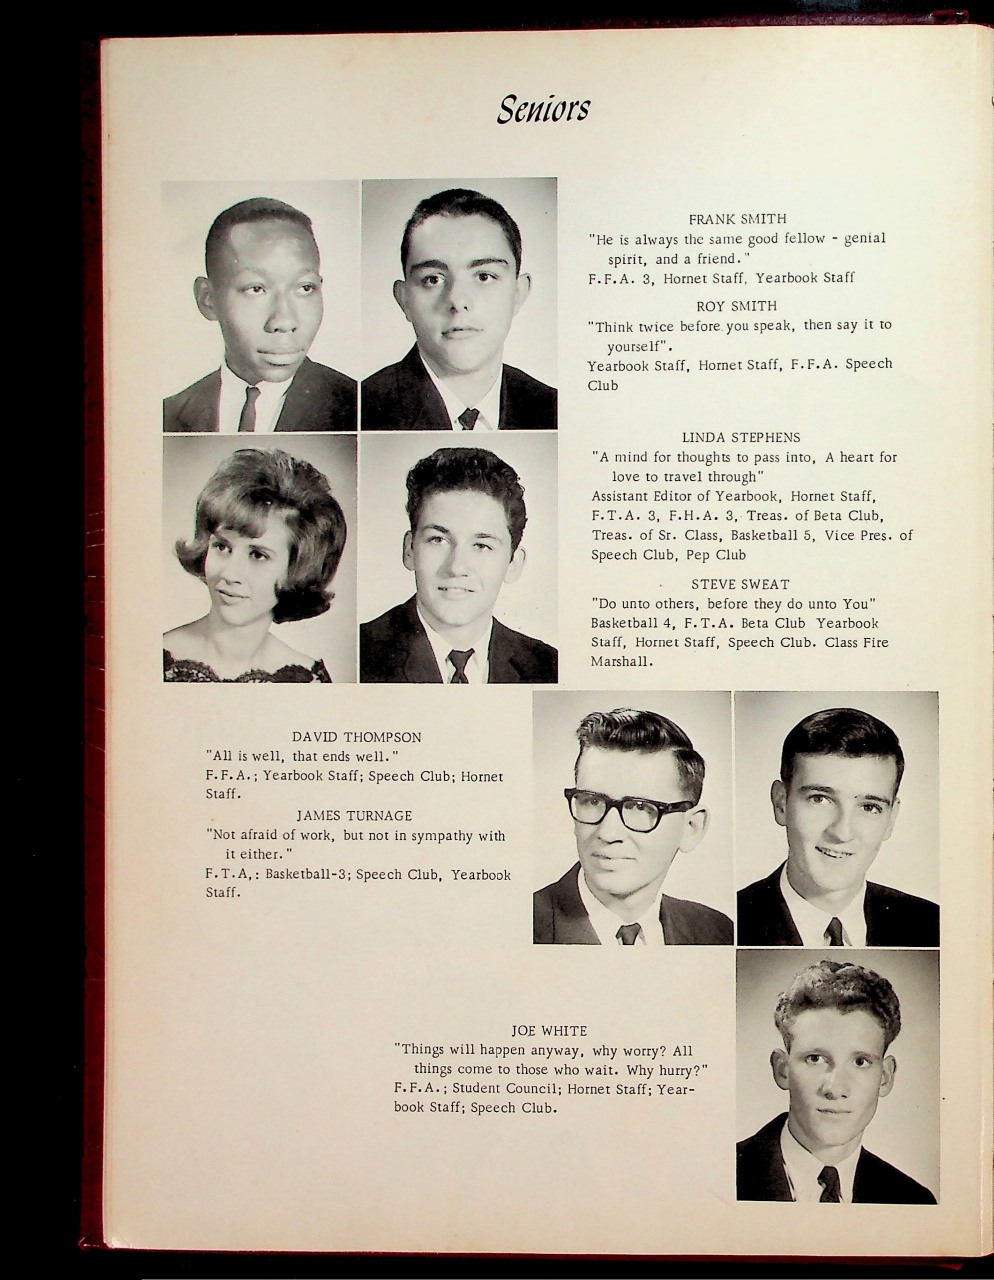 Seniors
FRANK SMITH
"He is always the same good fellow - genial
spirit, and a friend."
F.F.A. 3, Hornet Staff, Yearbook Staff
ROY SMITH
"Think twice before you speak, then say it to
yourself".
Yearbook Staff, Hornet Staff, F.F.A. Speech
Club
LINDA STEPHENS
"A mind for thoughts to pass into, A heart for
love to travel through"
Assistant Editor of Yearbook, Hornet Staff,
F.T.A. 3, F.H.A. 3, Treas. of Beta Club,
Treas. of Sr. Class, Basketball 5, Vice Pres. of
Speech Club, Pep Club
STEVE SWEAT
"Do unto others, before they do unto You"
Basketball 4, F.T.A. Beta Club Yearbook
Staff, Hornet Staff, Speech Club. Class Fire
Marshall.
DAVID THOMPSON
"All is well, that ends well."
F.F.A.; Yearbook Staff; Speech Club; Hornet
Staff.
JAMES TURNAGE
"Not afraid of work, but not in sympathy with
it either."
F.T.A,: Basketball-3; Speech Club, Yearbook
Staff.
JOE WHITE
"Things will happen anyway, why worry? All
things come to those who wait. Why hurry?"
F.F.A.; Student Council; Hornet Staff; Year-
book Staff; Speech Club.